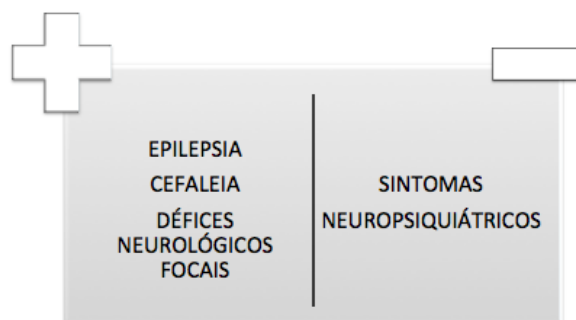 EPILEPSIA
CEFALEIA
DÉFICES
NEUROLÓGICOS
FOCAIS
SINTOMAS
NEUROPSIQUIÁTRICOS